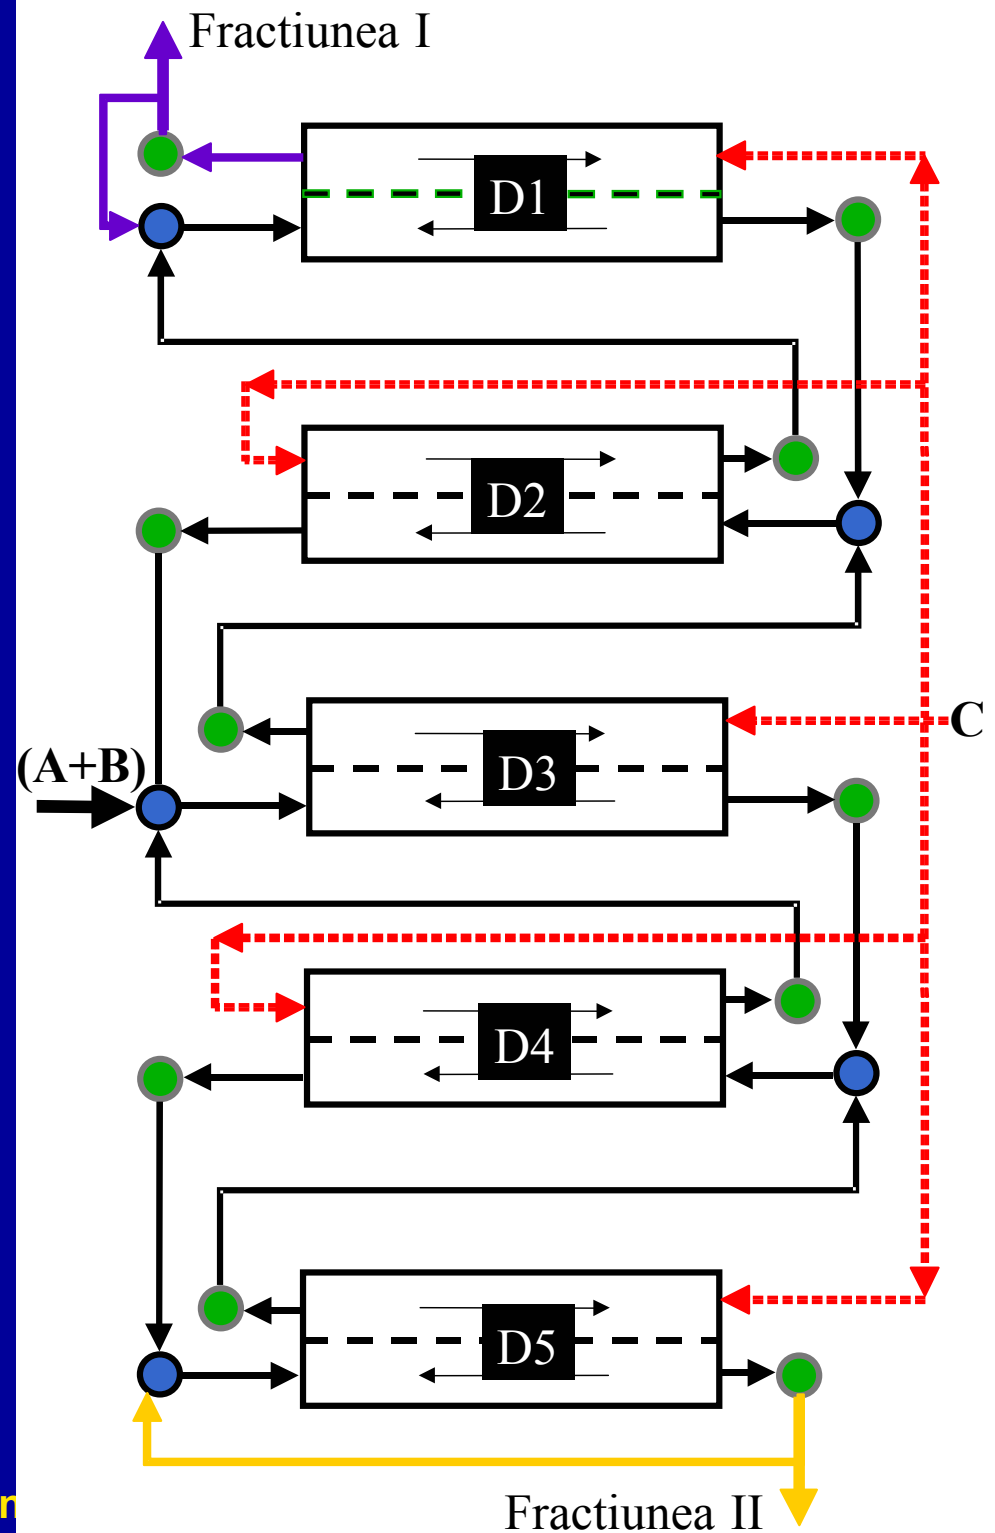 Fractiunea I
D1
D2
C
(A+B)
D3
D4
D5
n
Fractiunea II